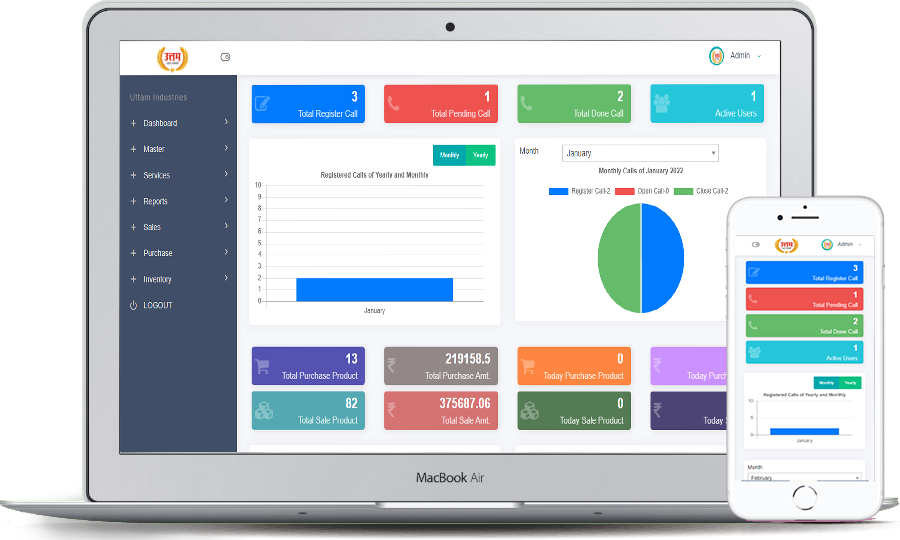 उत्तम
Admin
Uttam Industries
Dashboard
Master
Services
Reports
Sales
Purchase
Inventory
LOGOUT
3
Total Register Call
1
Total Pending Call
2
Total Done Call
1
Active Users
Monthly
Yearly
Registered Calls of Yearly and Monthly
10
9
8
7
6
5
4
3
2
1
0
January
Month
January
Monthly Calls of January 2022
Register Call-2
Open Call-0
Close Call-2
13
Total Purchase Product
₹
219158.5
Total Purchase Amt.
0
Today Purchase Product
₹
Today Purch
82
Total Sale Product
₹
375687.06
Total Sale Amt.
0
Today Sale Product
₹
Today
MacBook Air
उत्तम
Admin
3
Total Register Call
1
Total Pending Call
2
Total Done Call
1
Active Users
Monthly
Yearly
Registered Calls of Yearly and Monthly
10
5
0
January
Month
February